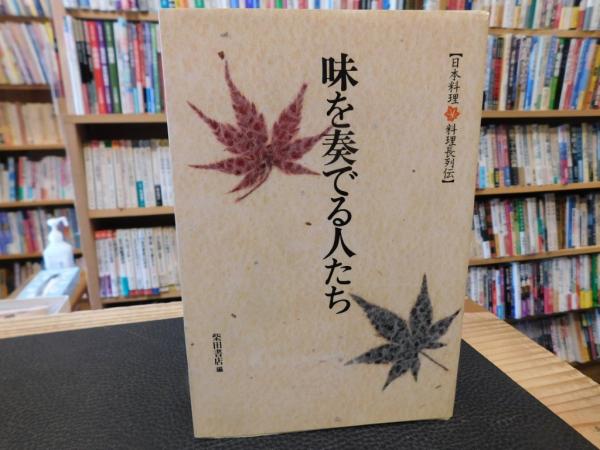 【日本料理 料理長列伝】
味を奏でる人たち
柴田書店 編